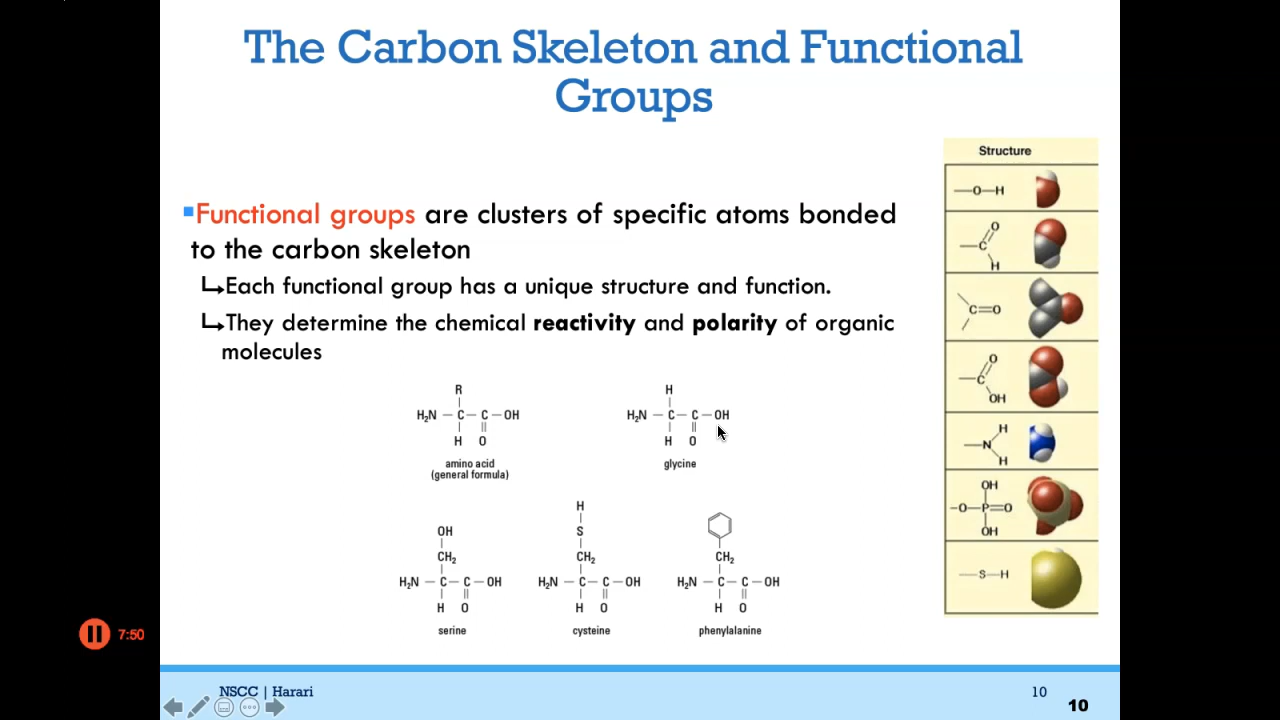 The Carbon Skeleton and Functional
Groups
Functional groups are clusters of specific atoms bonded
to the carbon skeleton
Each functional group has a unique structure and function.
They determine the chemical reactivity and polarity of organic
molecules
R
H₂N — C — C — OH
H O
amino acid
(general formula)
H
H₂N — C — C — OH
H O
glycine
OH
CH₂
H₂N — C — C — OH
H O
serine
H
S
CH₂
H₂N — C — C — OH
H O
cysteine
CH₂
H₂N — C — C — OH
H O
phenylalanine
Structure
—O—H
O
—C
H
C=O
O
—C
OH
H
—N
H
OH
-O—P=O
OH
—S—H
7:50
NSCC | Harari
10
10